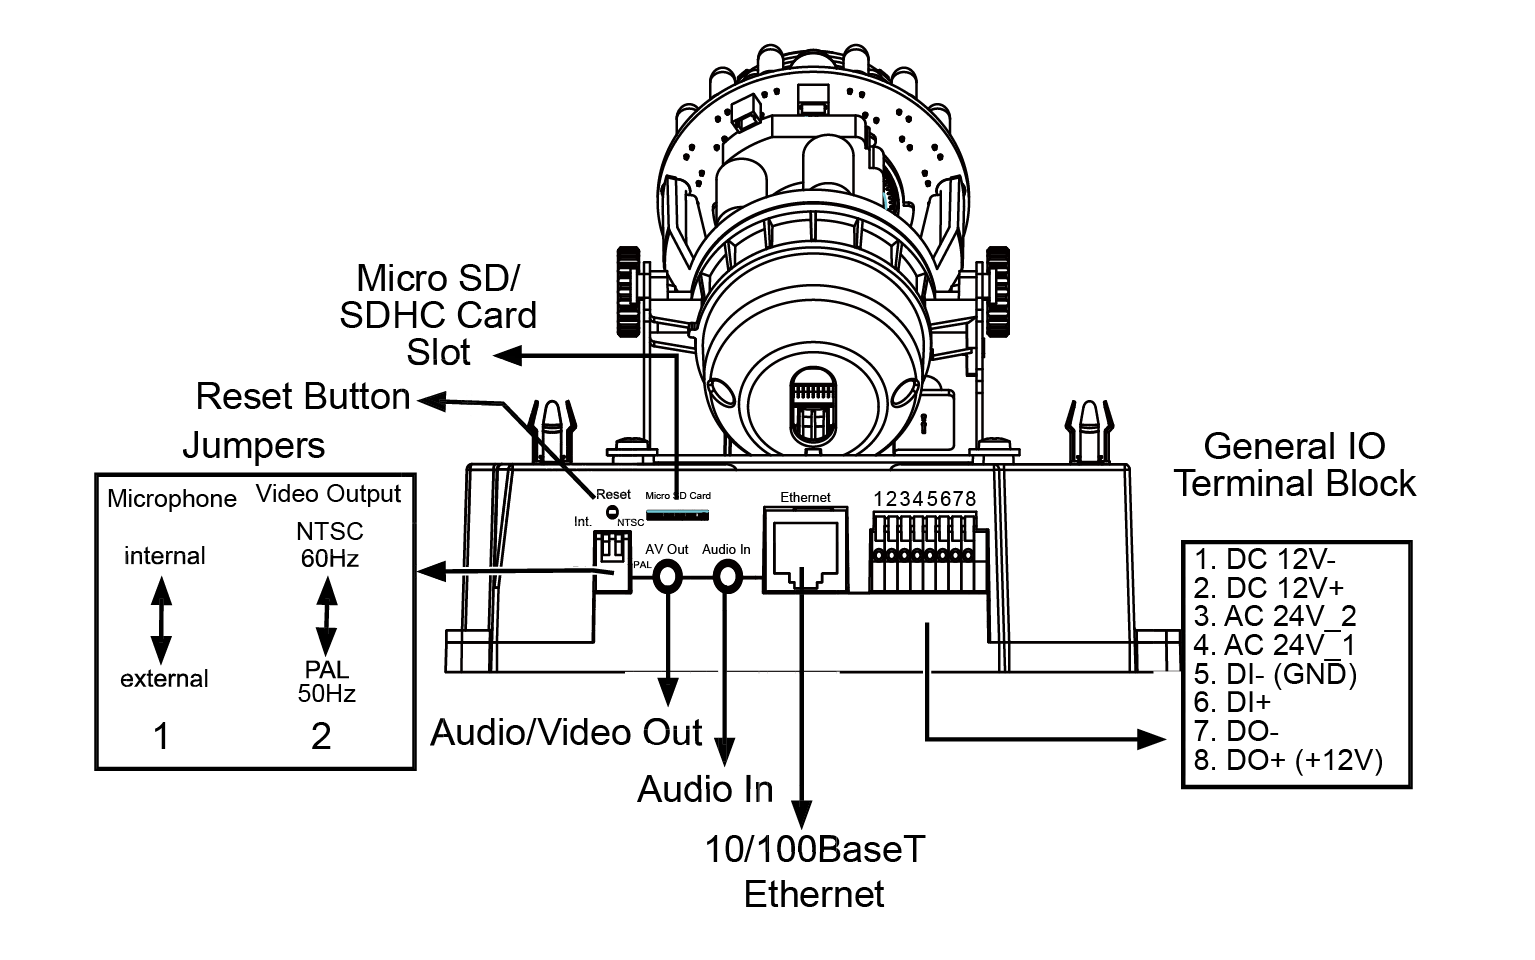 Micro SD/
SDHC Card
Slot
Reset Button
Jumpers
Microphone
Video Output
internal
NTSC
60Hz
external
PAL
50Hz
1
2
Reset
Micro SD Card
Int.
NTSC
PAL
AV Out
Audio In
Ethernet
12345678
General IO
Terminal Block
1. DC 12V-
2. DC 12V+
3. AC 24V_2
4. AC 24V_1
5. DI- (GND)
6. DI+
7. DO-
8. DO+ (+12V)
Audio/Video Out
Audio In
10/100BaseT
Ethernet